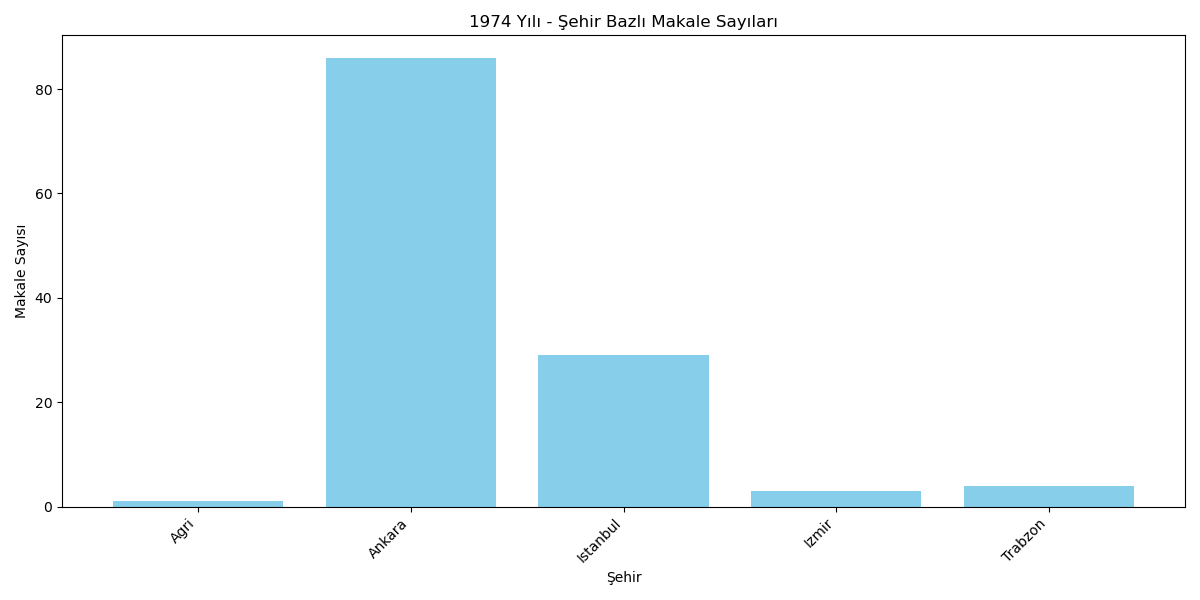 1974 Yılı - Şehir Bazlı Makale Sayıları
Makale Sayısı
80
60
40
20
0
Agri
Ankara
Istanbul
Izmir
Trabzon
Şehir